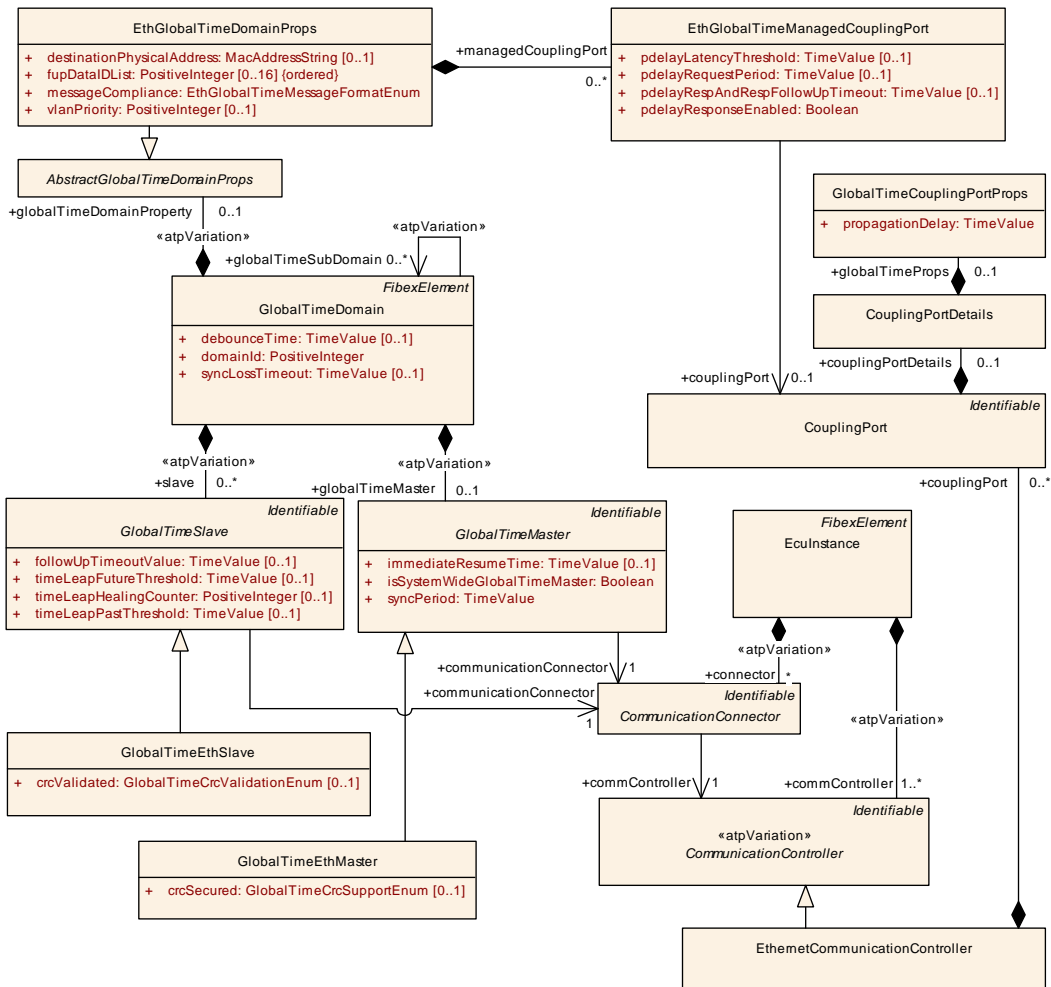 EthGlobalTimeDomainProps
+ destinationPhysicalAddress: MacAddressString [0..1]
+ fupDataIDList: PositiveInteger [0..16] {ordered}
+ messageCompliance: EthGlobalTimeMessageFormatEnum
+ vlanPriority: PositiveInteger [0..1]
+managedCouplingPort
0..*
EthGlobalTimeManagedCouplingPort
+ pdelayLatencyThreshold: TimeValue [0..1]
+ pdelayRequestPeriod: TimeValue [0..1]
+ pdelayRespAndRespFollowUpTimeout: TimeValue [0..1]
+ pdelayResponseEnabled: Boolean
AbstractGlobalTimeDomainProps
+globalTimeDomainProperty 0..1
«atpVariation»
«atpVariation»
+globalTimeSubDomain 0..*
GlobalTimeCouplingPortProps
+ propagationDelay: TimeValue
+globalTimeProps 0..1
CouplingPortDetails
+couplingPortDetails 0..1
FibexElement
GlobalTimeDomain
+ debounceTime: TimeValue [0..1]
+ domainId: PositiveInteger
+ syncLossTimeout: TimeValue [0..1]
+couplingPort 0..1
Identifiable
CouplingPort
+couplingPort 0..*
«atpVariation»
+slave 0..*
«atpVariation»
+globalTimeMaster 0..1
Identifiable
GlobalTimeSlave
+ followUpTimeoutValue: TimeValue [0..1]
+ timeLeapFutureThreshold: TimeValue [0..1]
+ timeLeapHealingCounter: PositiveInteger [0..1]
+ timeLeapPastThreshold: TimeValue [0..1]
Identifiable
GlobalTimeMaster
+ immediateResumeTime: TimeValue [0..1]
+ isSystemWideGlobalTimeMaster: Boolean
+ syncPeriod: TimeValue
FibexElement
EcuInstance
«atpVariation»
+connector *
+communicationConnector 1
+communicationConnector
1
Identifiable
CommunicationConnector
«atpVariation»
GlobalTimeEthSlave
+ crcValidated: GlobalTimeCrcValidationEnum [0..1]
+commController 1
+commController 1..*
Identifiable
«atpVariation»
CommunicationController
GlobalTimeEthMaster
+ crcSecured: GlobalTimeCrcSupportEnum [0..1]
EthernetCommunicationController